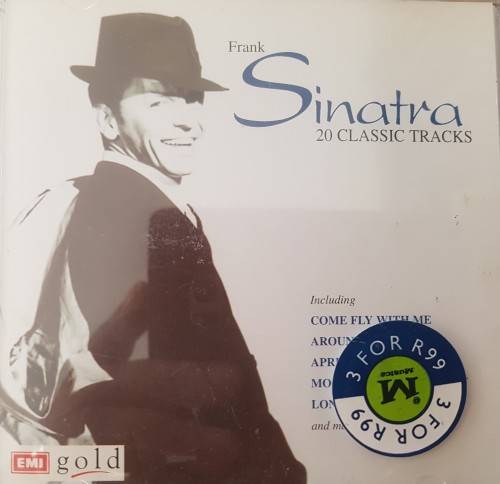 Frank
Sinatra
20 CLASSIC TRACKS
Including
COME FLY WITH ME
3 FOR R99
Musica
M
®
3 FOR R99
and
EMI gold